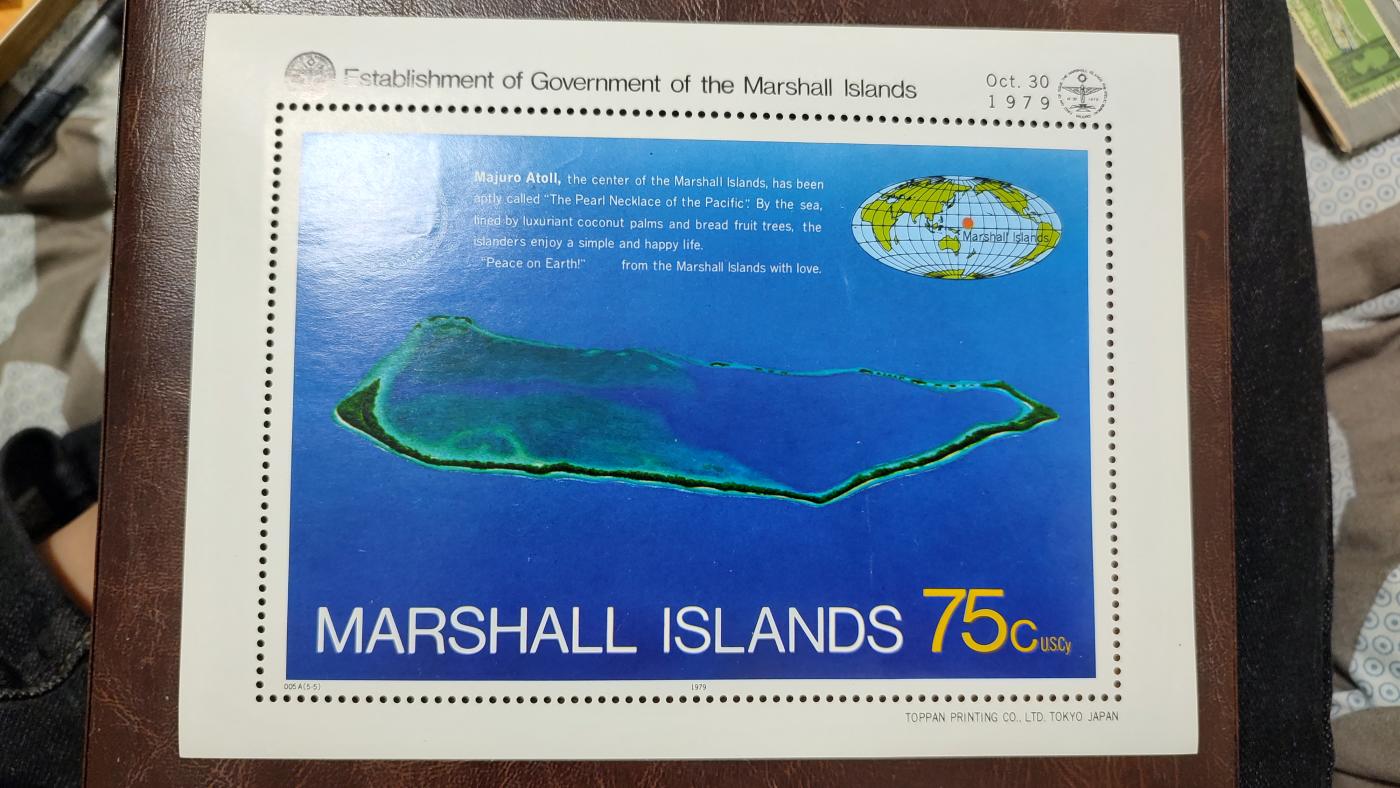 Establishment of Government of the Marshall Islands
Oct. 30
1979
Majuro Atoll, the center of the Marshall Islands, has been
aptly called "The Pearl Necklace of the Pacific". By the sea,
lined by luxuriant coconut palms and bread fruit trees, the
islanders enjoy a simple and happy life.
"Peace on Earth!" from the Marshall Islands with love.
Marshall Islands
MARSHALL ISLANDS 75c U.S.Cy
005A(5-5)
1979
TOPPAN PRINTING CO., LTD. TOKYO JAPAN